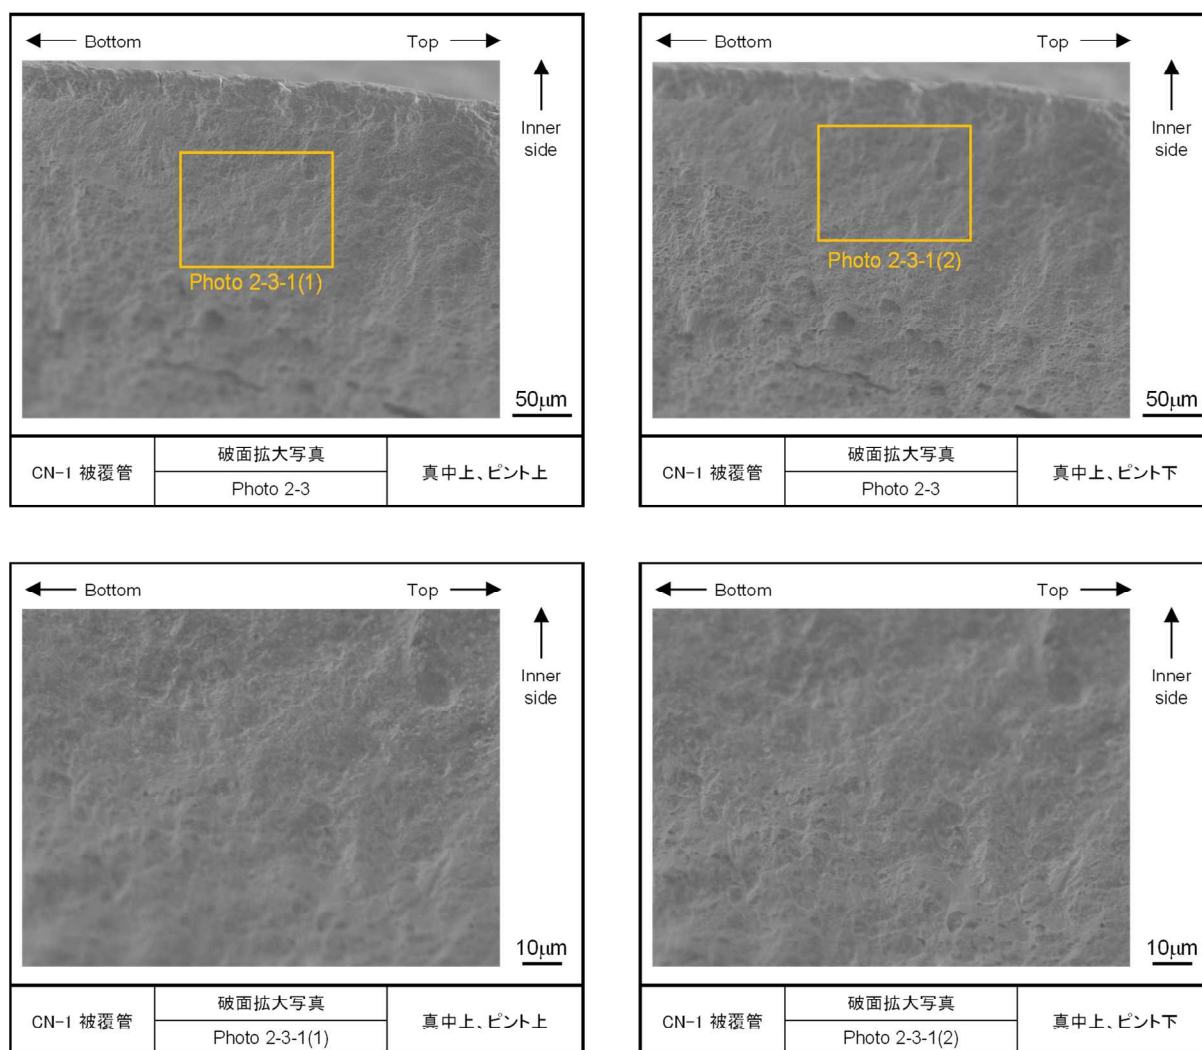 Bottom
Top
Inner
side
Photo 2-3-1(1)
50μm
CN-1 被覆管
破面拡大写真
Photo 2-3
真中上、ピント上
Bottom
Top
Inner
side
Photo 2-3-1(2)
50μm
CN-1 被覆管
破面拡大写真
Photo 2-3
真中上、ピント下
Bottom
Top
Inner
side
10μm
CN-1 被覆管
破面拡大写真
Photo 2-3-1(1)
真中上、ピント上
Bottom
Top
Inner
side
10μm
CN-1 被覆管
破面拡大写真
Photo 2-3-1(2)
真中上、ピント下